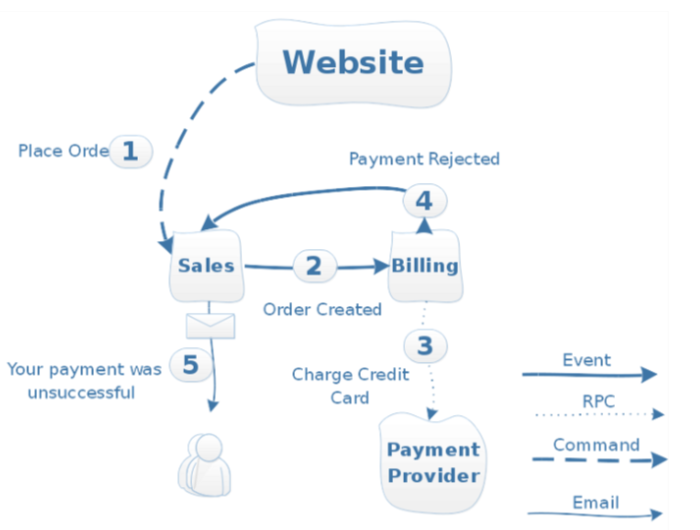 Website
Place Orde
1
Payment Rejected
4
Sales
2
Billing
Order Created
3
Your payment was
unsuccessful
5
Charge Credit
Card
Payment
Provider
Event
RPC
Command
Email